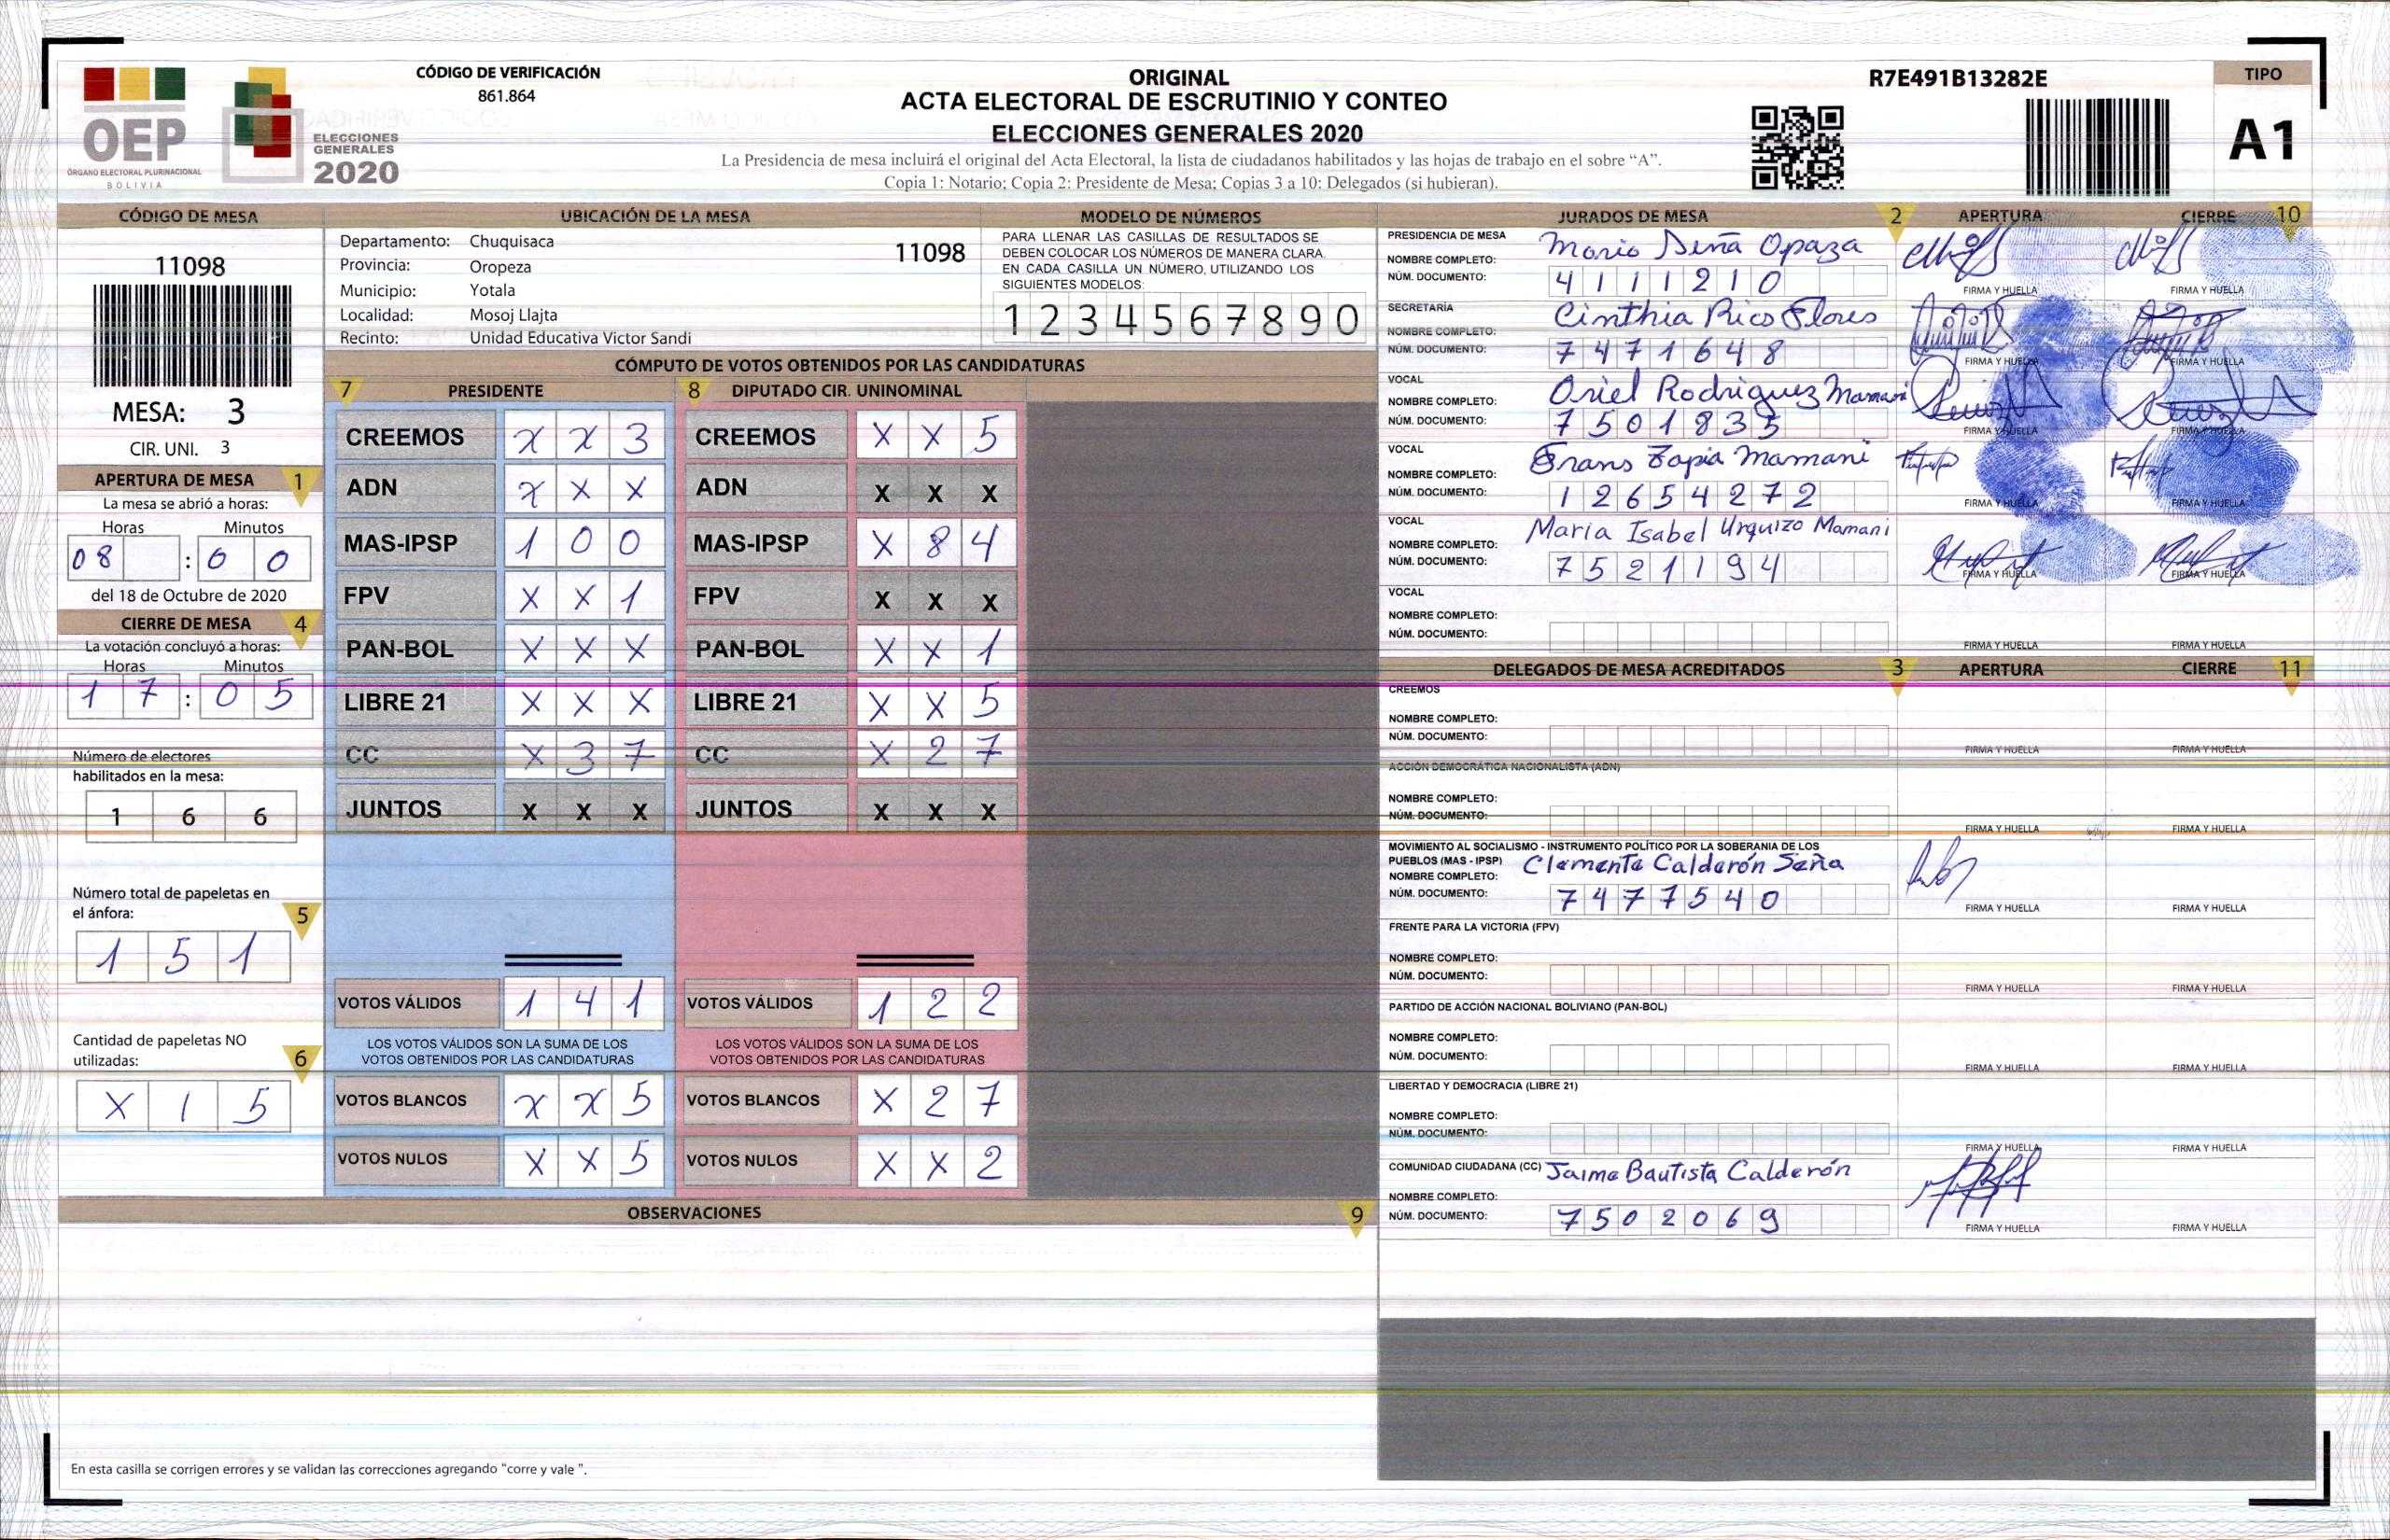 OEP
ÓRGANO ELECTORAL PLURINACIONAL
BOLIVIA
ELECCIONES
GENERALES
2020
CÓDIGO DE VERIFICACIÓN
861.864
ORIGINAL
ACTA ELECTORAL DE ESCRUTINIO Y CONTEO
ELECCIONES GENERALES 2020
La Presidencia de mesa incluirá el original del Acta Electoral, la lista de ciudadanos habilitados y las hojas de trabajo en el sobre “A”.
Copia 1: Notario; Copia 2: Presidente de Mesa; Copias 3 a 10: Delegados (si hubieran).
R7E491B13282E
TIPO
A1
CÓDIGO DE MESA
11098
MESA: 3
CIR. UNI. 3
APERTURA DE MESA 1
La mesa se abrió a horas:
Horas Minutos
08 : 00
del 18 de Octubre de 2020
CIERRE DE MESA 4
La votación concluyó a horas:
Horas Minutos
1 7 : 0 5
Número de electores
habilitados en la mesa:
1 6 6
Número total de papeletas en
el ánfora: 5
1 5 1
Cantidad de papeletas NO
utilizadas: 6
X 1 5
UBICACIÓN DE LA MESA
Departamento: Chuquisaca 11098
Provincia: Oropeza
Municipio: Yotala
Localidad: Mosoj Llajta
Recinto: Unidad Educativa Victor Sandi
MODELO DE NÚMEROS
PARA LLENAR LAS CASILLAS DE RESULTADOS SE
DEBEN COLOCAR LOS NÚMEROS DE MANERA CLARA.
EN CADA CASILLA UN NÚMERO, UTILIZANDO LOS
SIGUIENTES MODELOS:
1 2 3 4 5 6 7 8 9 0
CÓMPUTO DE VOTOS OBTENIDOS POR LAS CANDIDATURAS
7 PRESIDENTE 8 DIPUTADO CIR. UNINOMINAL
CREEMOS X X 3 CREEMOS X X 5
ADN X X X ADN X X X
MAS-IPSP 1 0 0 MAS-IPSP X 8 4
FPV X X 1 FPV X X X
PAN-BOL X X X PAN-BOL X X 1
LIBRE 21 X X X LIBRE 21 X X 5
CC X 3 7 CC X 2 7
JUNTOS X X X JUNTOS X X X
VOTOS VÁLIDOS 1 4 1 VOTOS VÁLIDOS 1 2 2
LOS VOTOS VÁLIDOS SON LA SUMA DE LOS LOS VOTOS VÁLIDOS SON LA SUMA DE LOS
VOTOS OBTENIDOS POR LAS CANDIDATURAS VOTOS OBTENIDOS POR LAS CANDIDATURAS
VOTOS BLANCOS X X 5 VOTOS BLANCOS X 2 7
VOTOS NULOS X X 5 VOTOS NULOS X X 2
OBSERVACIONES 9
En esta casilla se corrigen errores y se validan las correcciones agregando “corre y vale ”.
JURADOS DE MESA 2 APERTURA CIERRE 10
PRESIDENCIA DE MESA
NOMBRE COMPLETO: Mario Seña Opaza
NÚM. DOCUMENTO: 4111210
FIRMA Y HUELLA FIRMA Y HUELLA
SECRETARÍA
NOMBRE COMPLETO: Cinthia Rico Flores
NÚM. DOCUMENTO: 7471648
FIRMA Y HUELLA FIRMA Y HUELLA
VOCAL
NOMBRE COMPLETO: Oriel Rodriguez Mamani
NÚM. DOCUMENTO: 7501835
FIRMA Y HUELLA FIRMA Y HUELLA
VOCAL
NOMBRE COMPLETO: Frans Zapia Mamani
NÚM. DOCUMENTO: 12654272
FIRMA Y HUELLA FIRMA Y HUELLA
VOCAL
NOMBRE COMPLETO: Maria Isabel Urquizo Mamani
NÚM. DOCUMENTO: 7521194
FIRMA Y HUELLA FIRMA Y HUELLA
VOCAL
NOMBRE COMPLETO:
NÚM. DOCUMENTO:
FIRMA Y HUELLA FIRMA Y HUELLA
DELEGADOS DE MESA ACREDITADOS 3 APERTURA CIERRE 11
CREEMOS
NOMBRE COMPLETO:
NÚM. DOCUMENTO:
FIRMA Y HUELLA FIRMA Y HUELLA
ACCIÓN DEMOCRÁTICA NACIONALISTA (ADN)
NOMBRE COMPLETO:
NÚM. DOCUMENTO:
FIRMA Y HUELLA FIRMA Y HUELLA
MOVIMIENTO AL SOCIALISMO - INSTRUMENTO POLÍTICO POR LA SOBERANIA DE LOS
PUEBLOS (MAS - IPSP) Clemente Calderón Seña
NOMBRE COMPLETO:
NÚM. DOCUMENTO: 7477540
FIRMA Y HUELLA FIRMA Y HUELLA
FRENTE PARA LA VICTORIA (FPV)
NOMBRE COMPLETO:
NÚM. DOCUMENTO:
FIRMA Y HUELLA FIRMA Y HUELLA
PARTIDO DE ACCIÓN NACIONAL BOLIVIANO (PAN-BOL)
NOMBRE COMPLETO:
NÚM. DOCUMENTO:
FIRMA Y HUELLA FIRMA Y HUELLA
LIBERTAD Y DEMOCRACIA (LIBRE 21)
NOMBRE COMPLETO:
NÚM. DOCUMENTO:
FIRMA Y HUELLA FIRMA Y HUELLA
COMUNIDAD CIUDADANA (CC) Jaime Bautista Calderón
NOMBRE COMPLETO:
NÚM. DOCUMENTO: 7502069
FIRMA Y HUELLA FIRMA Y HUELLA